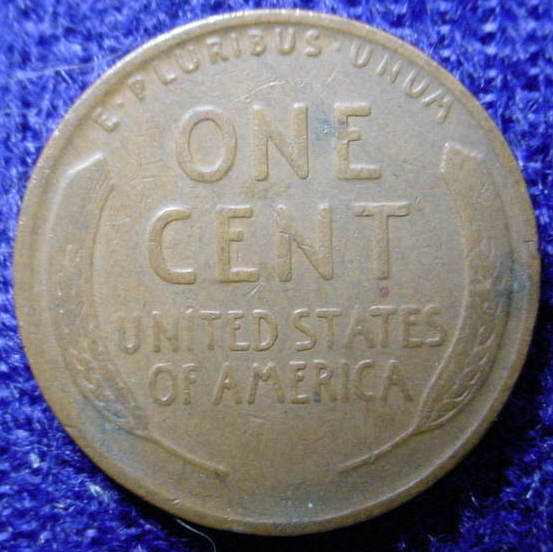 E·PLURIBUS·UNUM
ONE
CENT
UNITED STATES
OF AMERICA